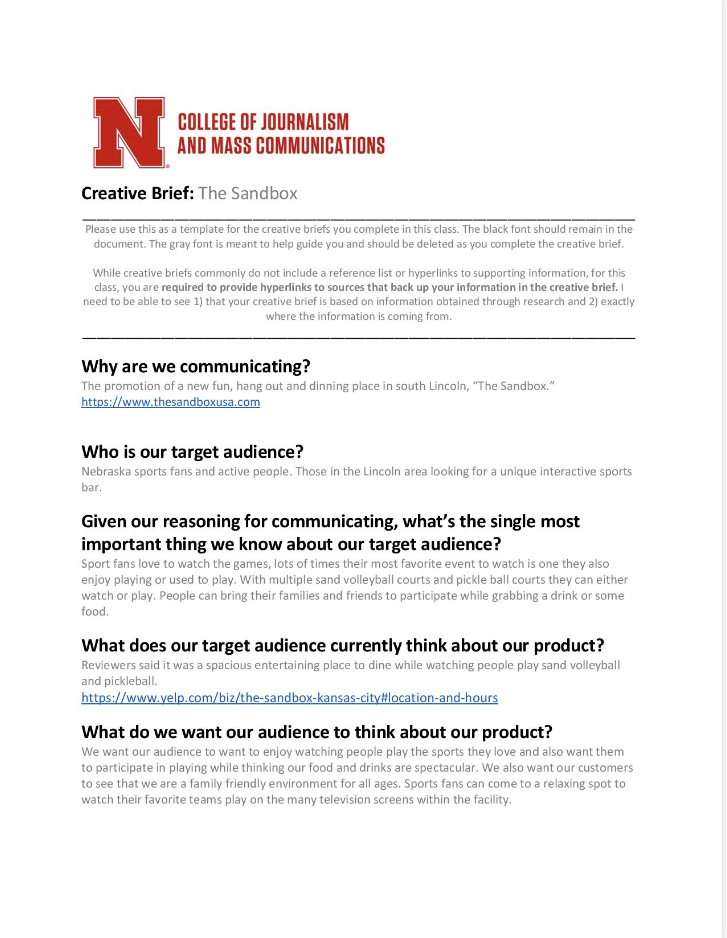 N
®
COLLEGE OF JOURNALISM
AND MASS COMMUNICATIONS
Creative Brief: The Sandbox
Please use this as a template for the creative briefs you complete in this class. The black font should remain in the
document. The gray font is meant to help guide you and should be deleted as you complete the creative brief.
While creative briefs commonly do not include a reference list or hyperlinks to supporting information, for this
class, you are required to provide hyperlinks to sources that back up your information in the creative brief. I
need to be able to see 1) that your creative brief is based on information obtained through research and 2) exactly
where the information is coming from.
Why are we communicating?
The promotion of a new fun, hang out and dinning place in south Lincoln, “The Sandbox.”
https://www.thesandboxusa.com
Who is our target audience?
Nebraska sports fans and active people. Those in the Lincoln area looking for a unique interactive sports
bar.
Given our reasoning for communicating, what’s the single most
important thing we know about our target audience?
Sport fans love to watch the games, lots of times their most favorite event to watch is one they also
enjoy playing or used to play. With multiple sand volleyball courts and pickle ball courts they can either
watch or play. People can bring their families and friends to participate while grabbing a drink or some
food.
What does our target audience currently think about our product?
Reviewers said it was a spacious entertaining place to dine while watching people play sand volleyball
and pickleball.
https://www.yelp.com/biz/the-sandbox-kansas-city#location-and-hours
What do we want our audience to think about our product?
We want our audience to want to enjoy watching people play the sports they love and also want them
to participate in playing while thinking our food and drinks are spectacular. We also want our customers
to see that we are a family friendly environment for all ages. Sports fans can come to a relaxing spot to
watch their favorite teams play on the many television screens within the facility.